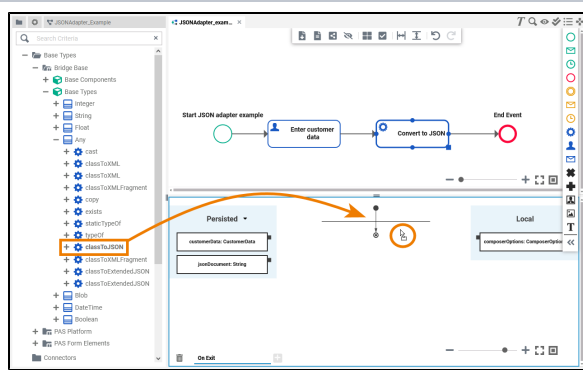 JSONAdapter_Example
JSONAdapter_exam...
Search Criteria
Base Types
Bridge Base
Base Components
Base Types
Integer
String
Float
Any
cast
classToXML
classToXML
classToXMLFragment
copy
exists
staticTypeOf
typeOf
classToJSON
classToXMLFragment
classToExtendedJSON
classToExtendedJSON
Blob
DateTime
Boolean
PAS Platform
PAS Form Elements
Connectors
Start JSON adapter example
Enter customer
data
Convert to JSON
End Event
Persisted
customerData: CustomerData
jsonDocument: String
Local
composerOptions: ComposerOptio
On Exit
T
T